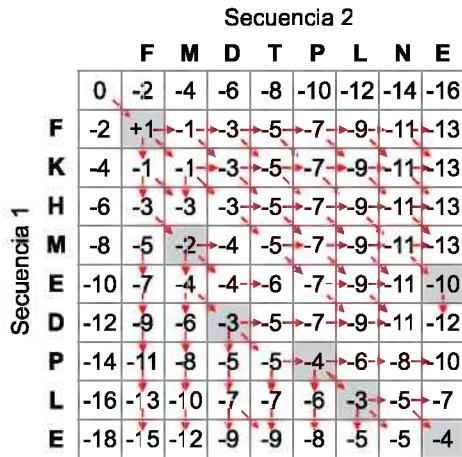 Secuencia 2
F M D T P L N E
0 -2 -4 -6 -8 -10 -12 -14 -16
F -2 +1 -1 -3 -5 -7 -9 -11 -13
K -4 -1 -1 -3 -5 -7 -9 -11 -13
H -6 -3 -3 -3 -5 -7 -9 -11 -13
M -8 -5 -2 -4 -5 -7 -9 -11 -13
E -10 -7 -4 -4 -6 -7 -9 -11 -10
D -12 -9 -6 -3 -5 -7 -9 -11 -12
P -14 -11 -8 -5 -5 -4 -6 -8 -10
L -16 -13 -10 -7 -7 -6 -3 -5 -7
E -18 -15 -12 -9 -9 -8 -5 -5 -4
Secuencia 1